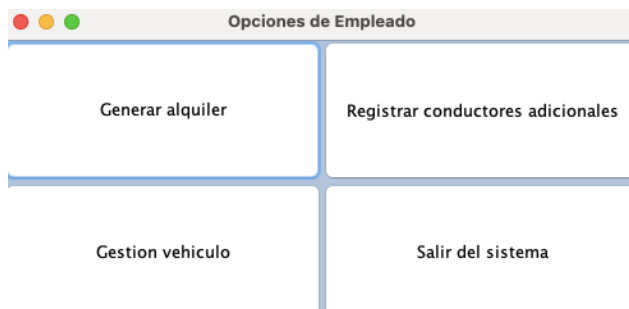 Opciones de Empleado
Generar alquiler
Registrar conductores adicionales
Gestion vehiculo
Salir del sistema